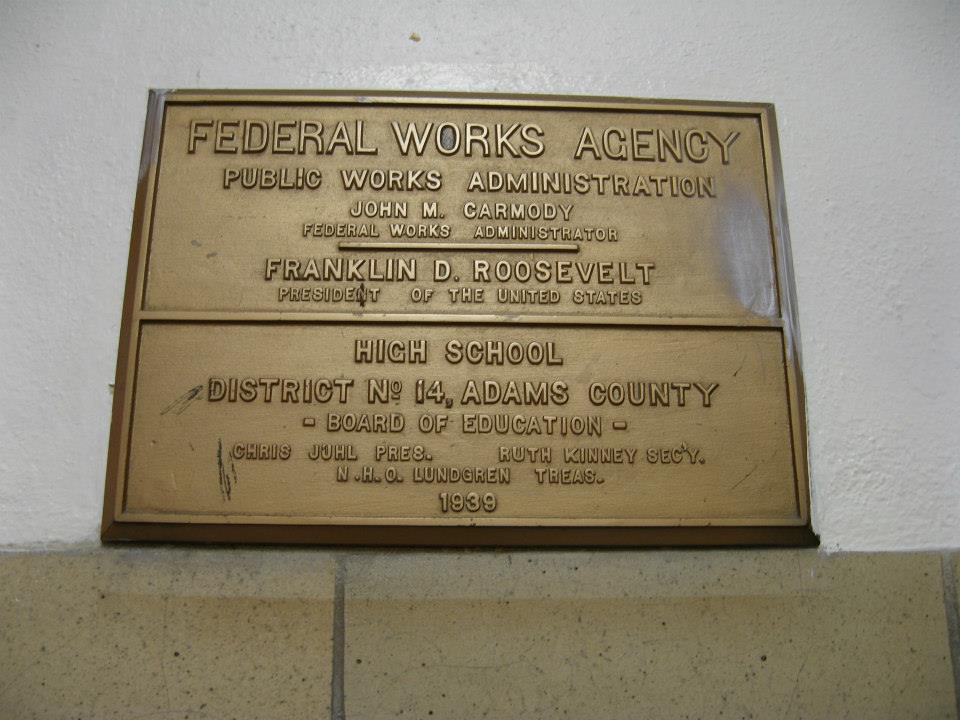 FEDERAL WORKS AGENCY
PUBLIC WORKS ADMINISTRATION
JOHN M. CARMODY
FEDERAL WORKS ADMINISTRATOR
FRANKLIN D. ROOSEVELT
PRESIDENT OF THE UNITED STATES
HIGH SCHOOL
DISTRICT No 14, ADAMS COUNTY
- BOARD OF EDUCATION -
CHRIS JUHL PRES. RUTH KINNEY SEC'Y.
N.H.O. LUNDGREN TREAS.
1939